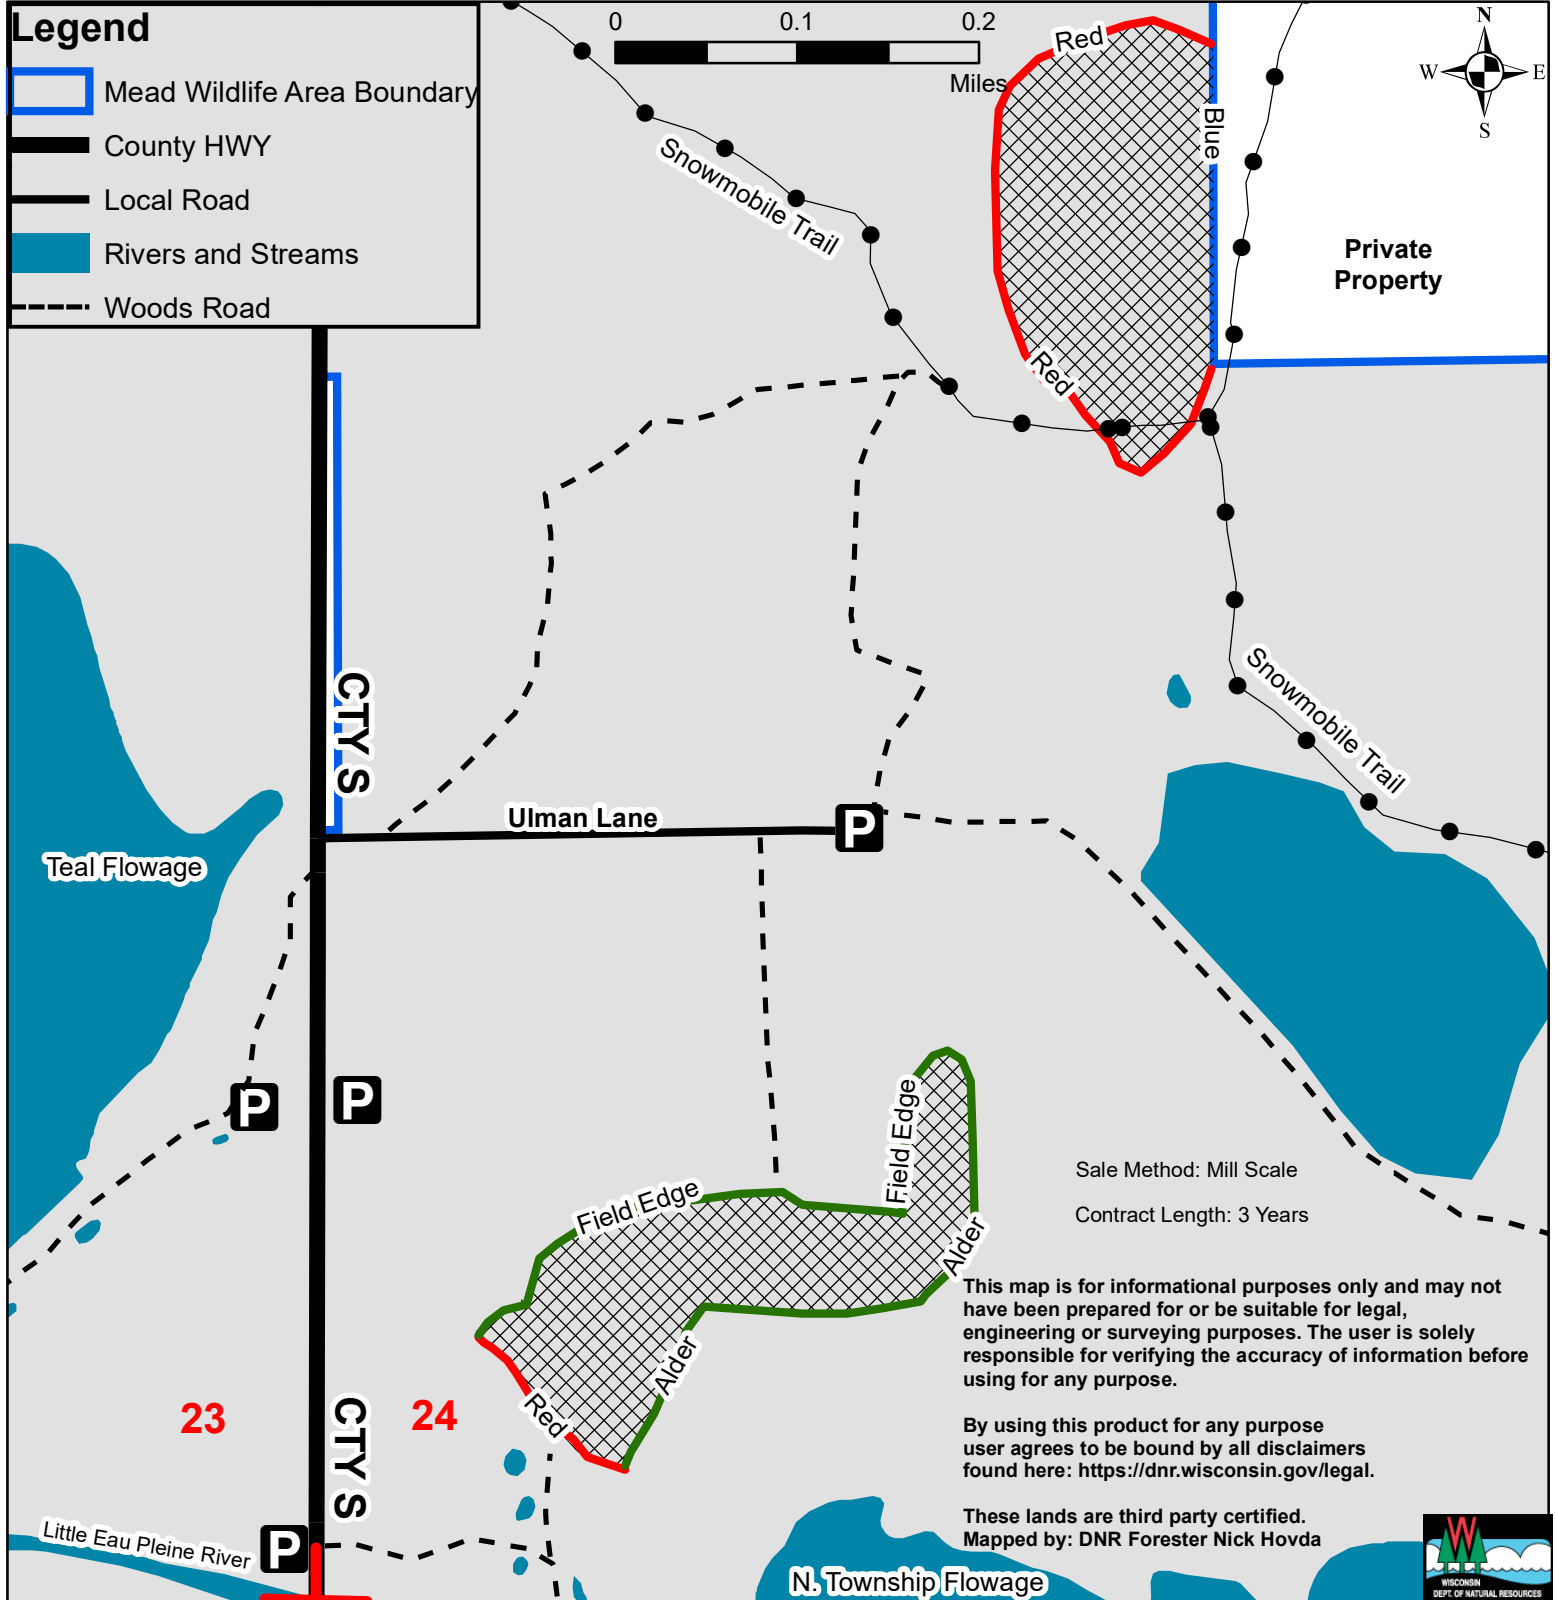 Legend
Mead Wildlife Area Boundary
County HWY
Local Road
Rivers and Streams
Woods Road
0 0.1 0.2
Miles
N
W E
S
Red
Blue
Snowmobile Trail
Private
Property
Red
CTY S
Snowmobile Trail
Ulman Lane
P
Teal Flowage
P
P
Field Edge
Field Edge
Alder
Alder
Red
Sale Method: Mill Scale
Contract Length: 3 Years
This map is for informational purposes only and may not
have been prepared for or be suitable for legal,
engineering or surveying purposes. The user is solely
responsible for verifying the accuracy of information before
using for any purpose.
By using this product for any purpose
user agrees to be bound by all disclaimers
found here: https://dnr.wisconsin.gov/legal.
These lands are third party certified.
Mapped by: DNR Forester Nick Hovda
23
24
CTY S
Little Eau Pleine River
P
N. Township Flowage
W
WISCONSIN
DEPT. OF NATURAL RESOURCES